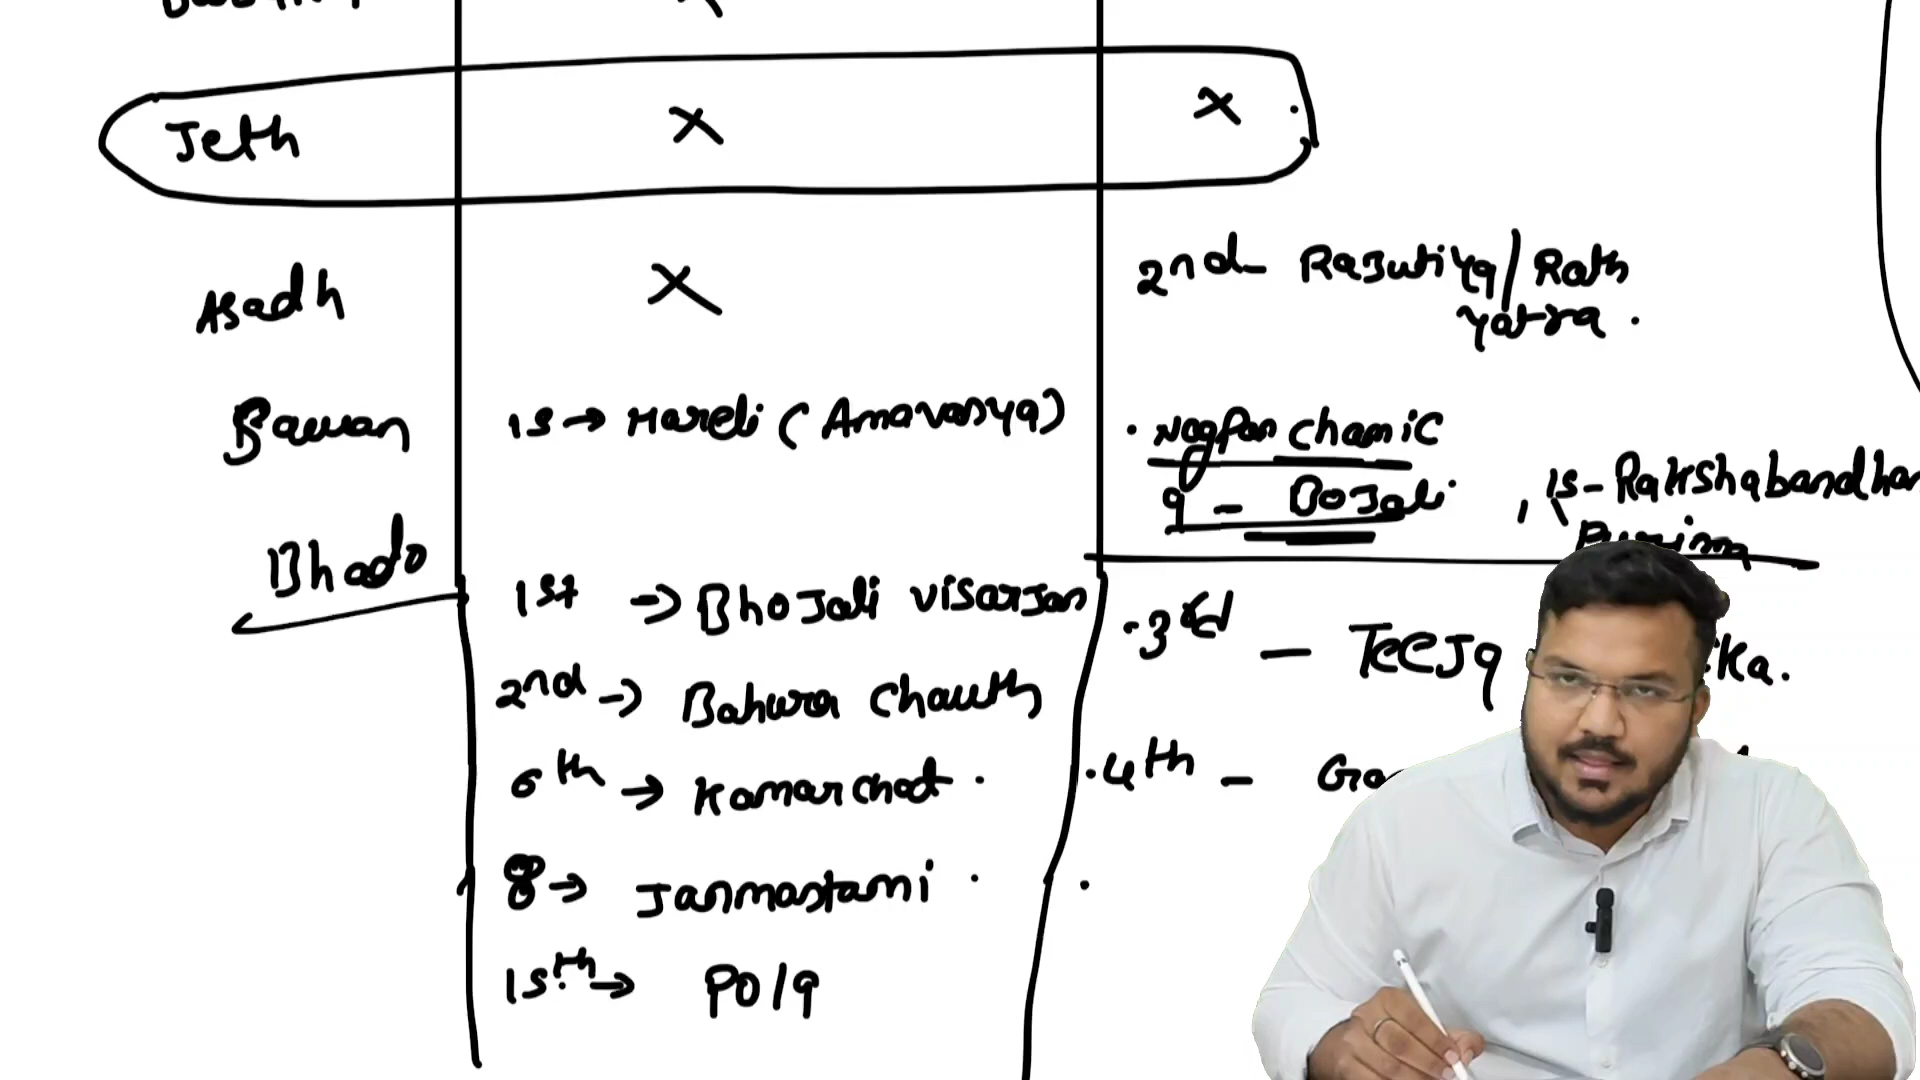 Jeth X X
Asadh X 2nd - Rajutiya/Rath
yatra.
Sawan 15 → Hareli (Amavasya) . Nagpanchami
9 - Bojali , 15 - Rakshabandhan
Purnima
Bhado 1st → Bhojali visarjan .3rd - Teeja
2nd → Bahura chauth
6th → Kamarchat . .4th -
8 → Janmastami .
15th → Pola